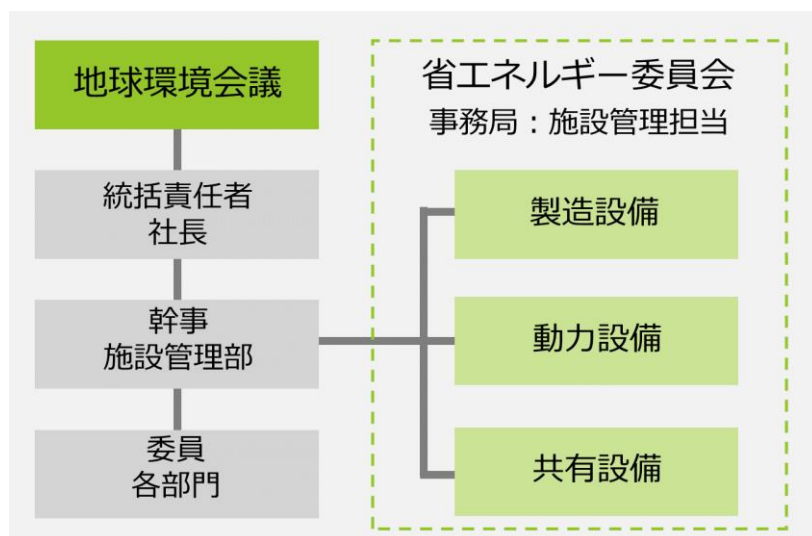 地球環境会議
統括責任者
社長
幹事
施設管理部
委員
各部門
省エネルギー委員会
事務局：施設管理担当
製造設備
動力設備
共有設備